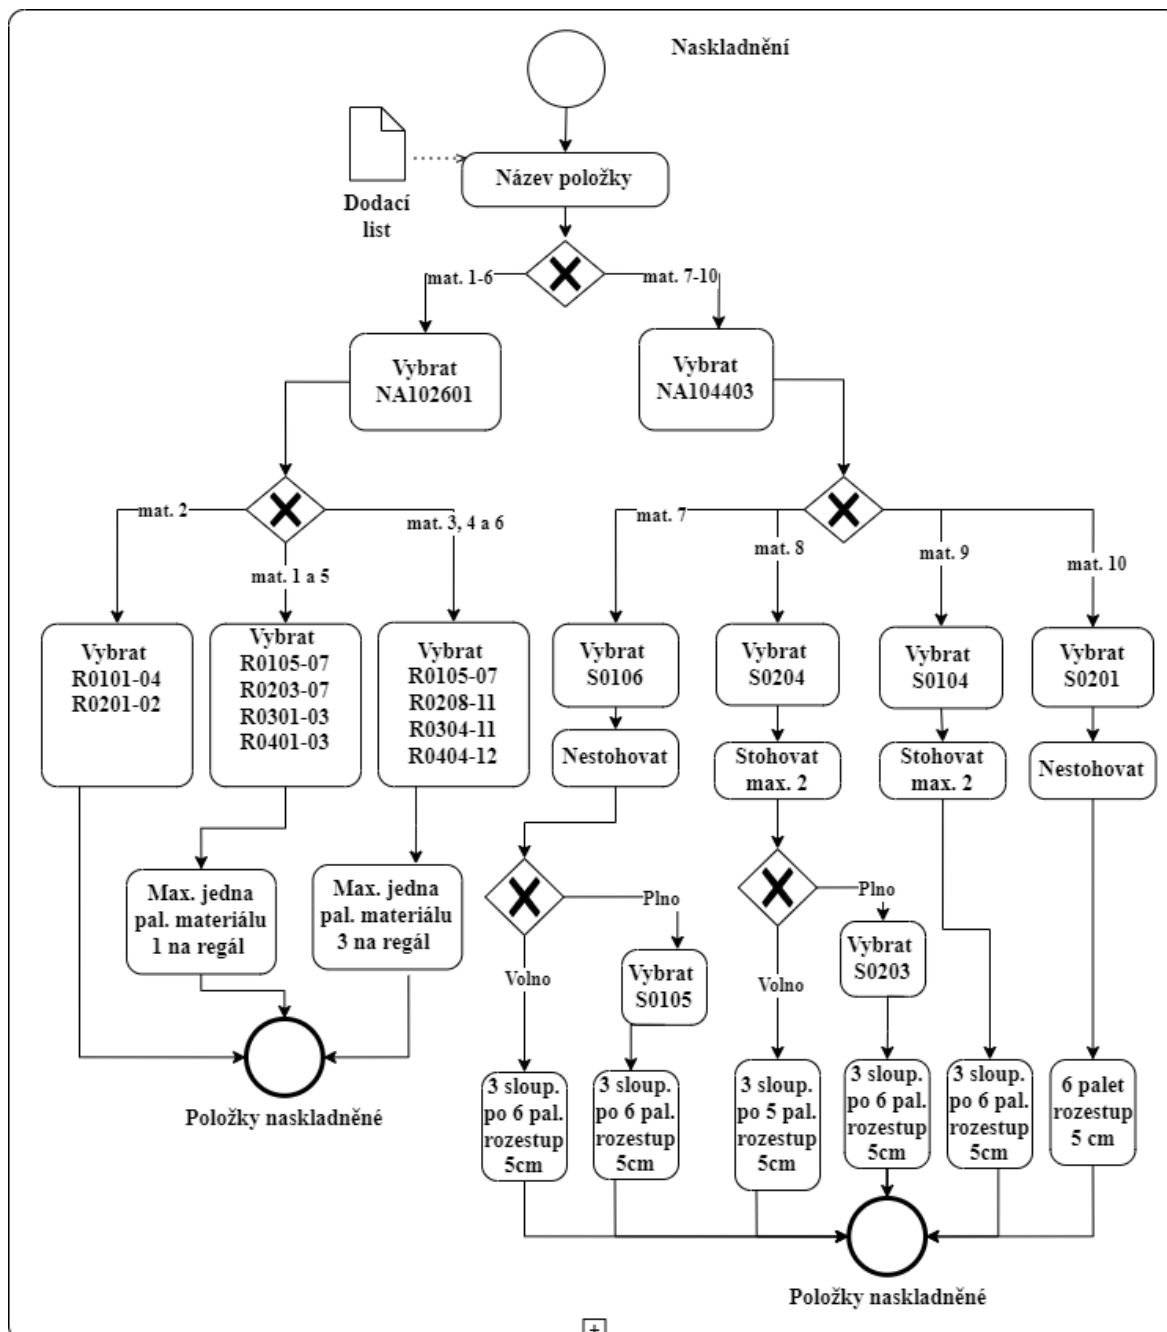 Naskladnění
Dodací
list
Název položky
mat. 1-6
mat. 7-10
Vybrat
NA102601
Vybrat
NA104403
mat. 2
mat. 1 a 5
mat. 3, 4 a 6
mat. 7
mat. 8
mat. 9
mat. 10
Vybrat
R0101-04
R0201-02
Vybrat
R0105-07
R0203-07
R0301-03
R0401-03
Vybrat
R0105-07
R0208-11
R0304-11
R0404-12
Vybrat
S0106
Vybrat
S0204
Vybrat
S0104
Vybrat
S0201
Nestohovat
Stohovat
max. 2
Stohovat
max. 2
Nestohovat
Max. jedna
pal. materiálu
1 na regál
Max. jedna
pal. materiálu
3 na regál
Plno
Volno
Vybrat
S0105
Plno
Volno
Vybrat
S0203
Položky naskladněné
3 sloup.
po 6 pal.
rozestup
5cm
3 sloup.
po 6 pal.
rozestup
5cm
3 sloup.
po 5 pal.
rozestup
5cm
3 sloup.
po 6 pal.
rozestup
5cm
3 sloup.
po 6 pal.
rozestup
5cm
6 palet
rozestup
5 cm
Položky naskladněné